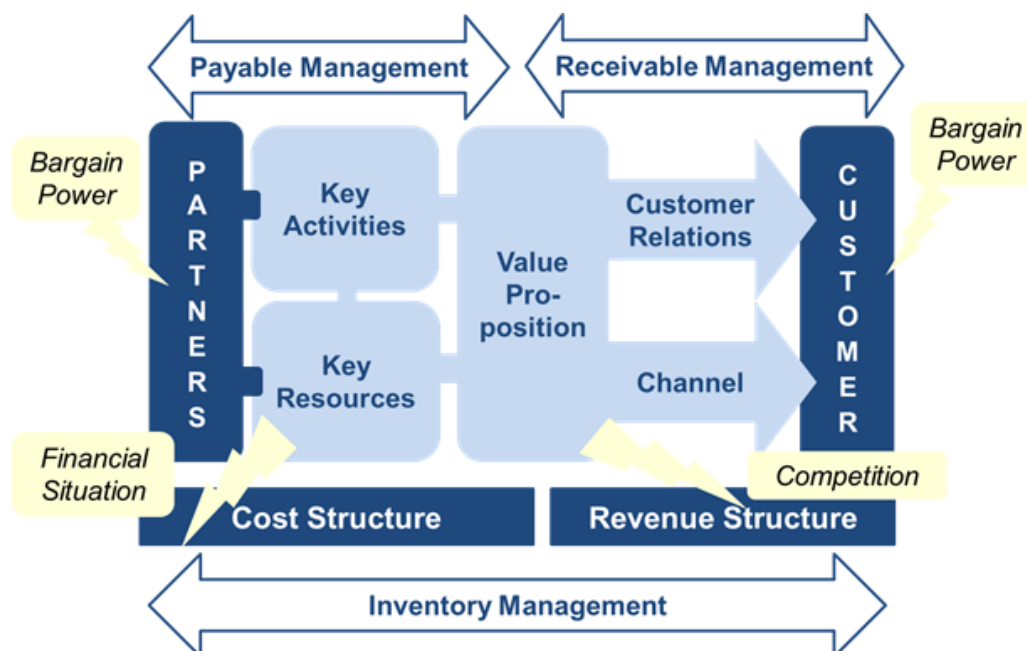 Payable Management
Receivable Management
Bargain
Power
Bargain
Power
PARTNERS
Key
Activities
Customer
Relations
CUSTOMER
Value
Pro-
position
Key
Resources
Channel
Financial
Situation
Competition
Cost Structure
Revenue Structure
Inventory Management